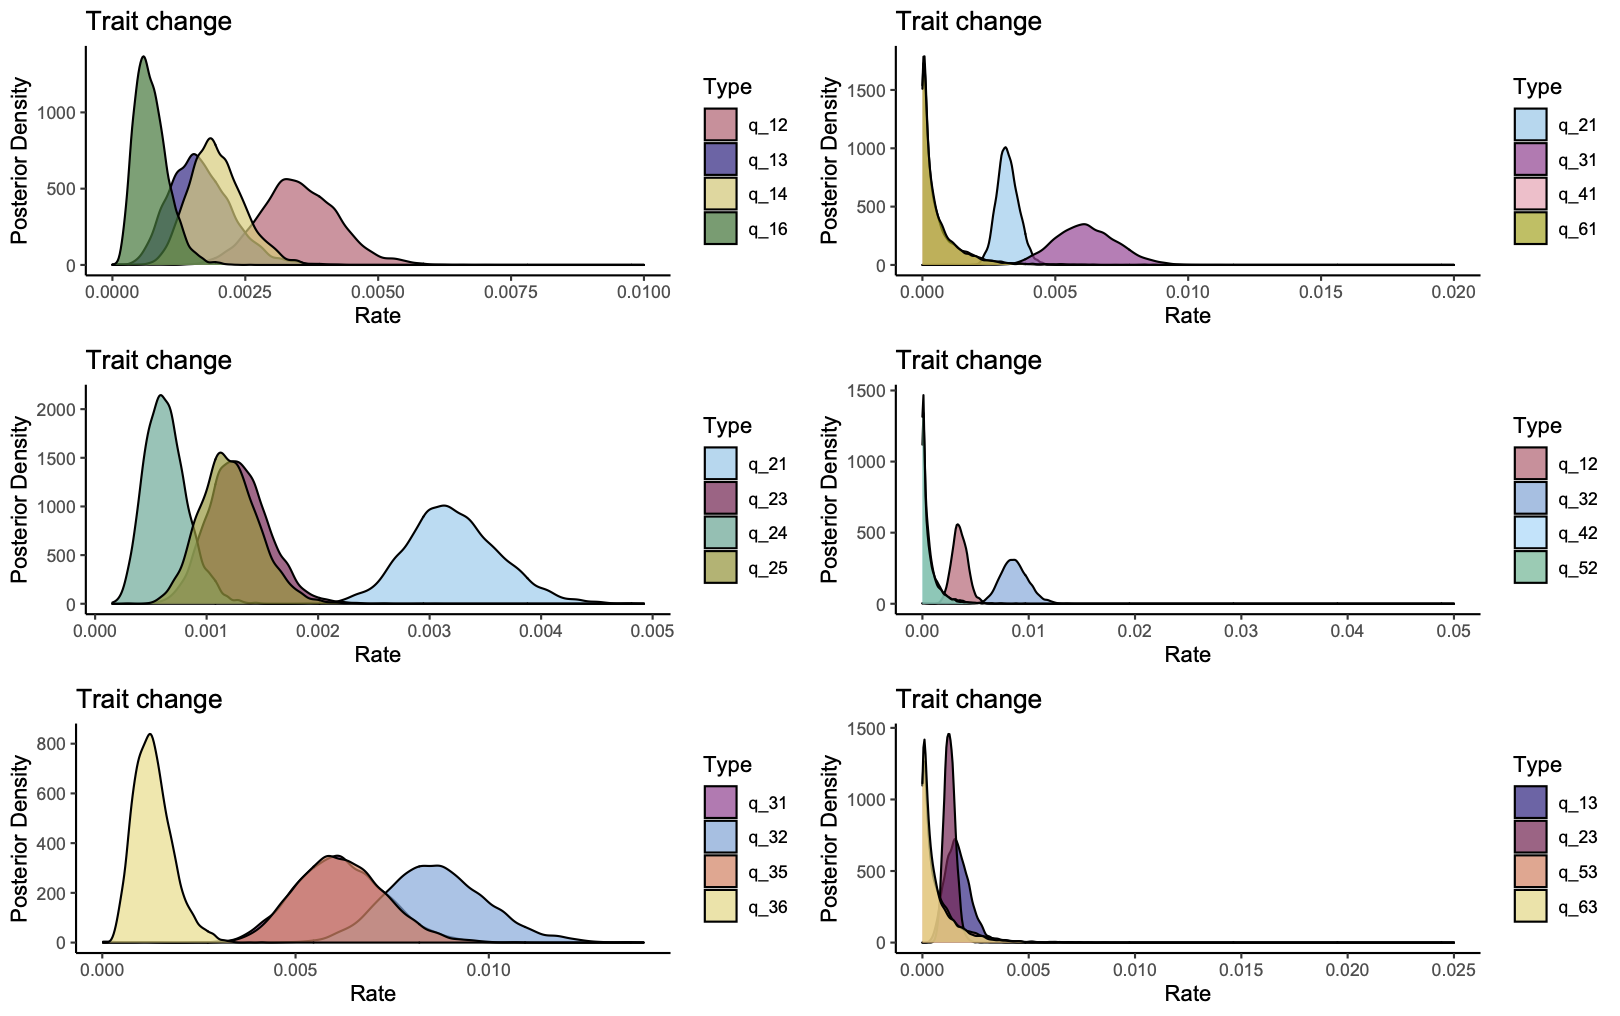 Trait change
Posterior Density
1000
500
0
0.0000 0.0025 0.0050 0.0075 0.0100
Rate
Type
q_12
q_13
q_14
q_16
Trait change
Posterior Density
1500
1000
500
0
0.000 0.005 0.010 0.015 0.020
Rate
Type
q_21
q_31
q_41
q_61
Trait change
Posterior Density
2000
1500
1000
500
0
0.000 0.001 0.002 0.003 0.004 0.005
Rate
Type
q_21
q_23
q_24
q_25
Trait change
Posterior Density
1500
1000
500
0
0.00 0.01 0.02 0.03 0.04 0.05
Rate
Type
q_12
q_32
q_42
q_52
Trait change
Posterior Density
800
600
400
200
0
0.000 0.005 0.010
Rate
Type
q_31
q_32
q_35
q_36
Trait change
Posterior Density
1500
1000
500
0
0.000 0.005 0.010 0.015 0.020 0.025
Rate
Type
q_13
q_23
q_53
q_63